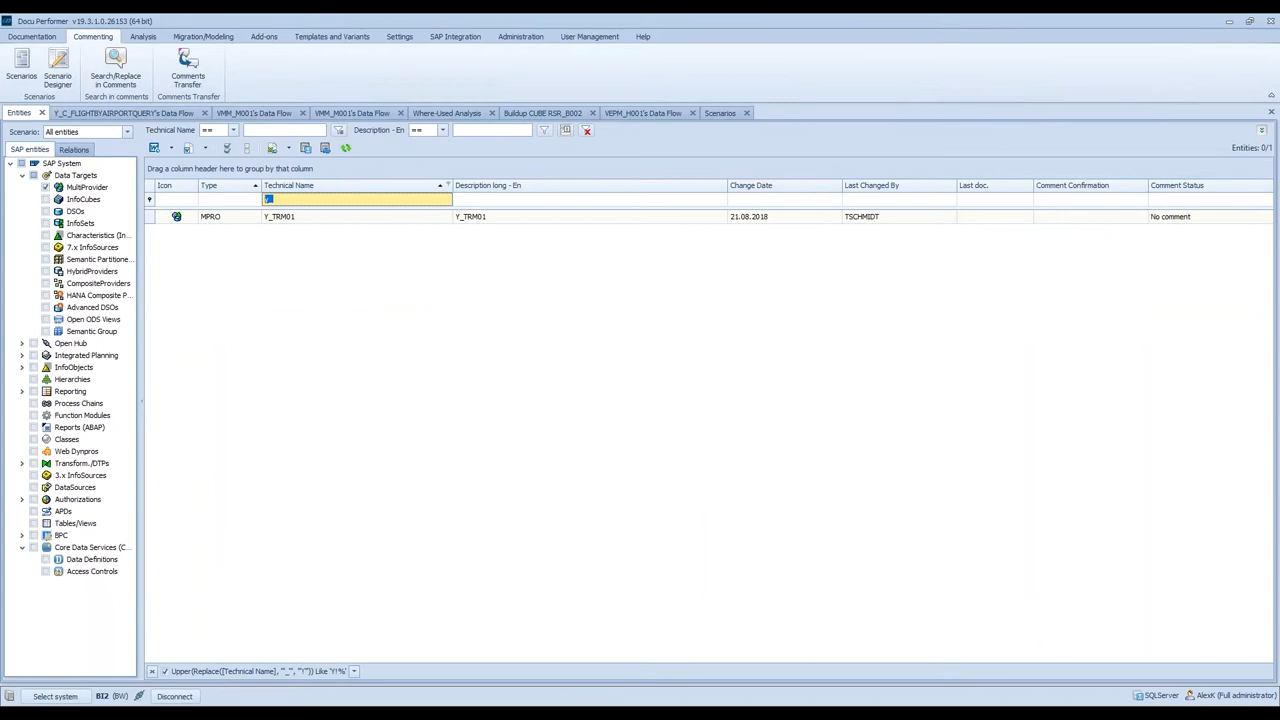 Docu Performer v19.3.1.0.26153 (64 bit)
Documentation Commenting Analysis Migration/Modeling Add-ons Templates and Variants Settings SAP Integration Administration User Management Help
Scenarios
Scenario Designer
Search/Replace in Comments
Comments Transfer
Scenarios Search in comments Comments Transfer
Entities Y_C_FLIGHTBYAIRPORTQUERY's Data Flow VMM_M001's Data Flow VMM_M001's Data Flow Where-Used Analysis Buildup CUBE RSR_B002 VEPM_H001's Data Flow Scenarios
Scenario: All entities Technical Name == Description - En ==
SAP entities Relations Entities: 0/1
SAP System
Drag a column header here to group by that column
Data Targets
Icon Type Technical Name Description long - En Change Date Last Changed By Last doc. Comment Confirmation Comment Status
MultiProvider
InfoCubes
DSOs
MPRO Y_TRM01 Y_TRM01 21.08.2018 TSCHMIDT No comment
InfoSets
Characteristics (In...
7.x InfoSources
Semantic Partitione...
HybridProviders
CompositeProviders
HANA Composite P...
Advanced DSOs
Open ODS Views
Semantic Group
Open Hub
Integrated Planning
InfoObjects
Hierarchies
Reporting
Process Chains
Function Modules
Reports (ABAP)
Classes
Web Dynpros
Transform./DTPs
3.x InfoSources
DataSources
Authorizations
APDs
Tables/Views
BPC
Core Data Services (C...
Data Definitions
Access Controls
Upper(Replace([Technical Name], '"_"', '"!"')) Like 'Y!%'
Select system BI2 (BW) Disconnect SQLServer AlexK (Full administrator)